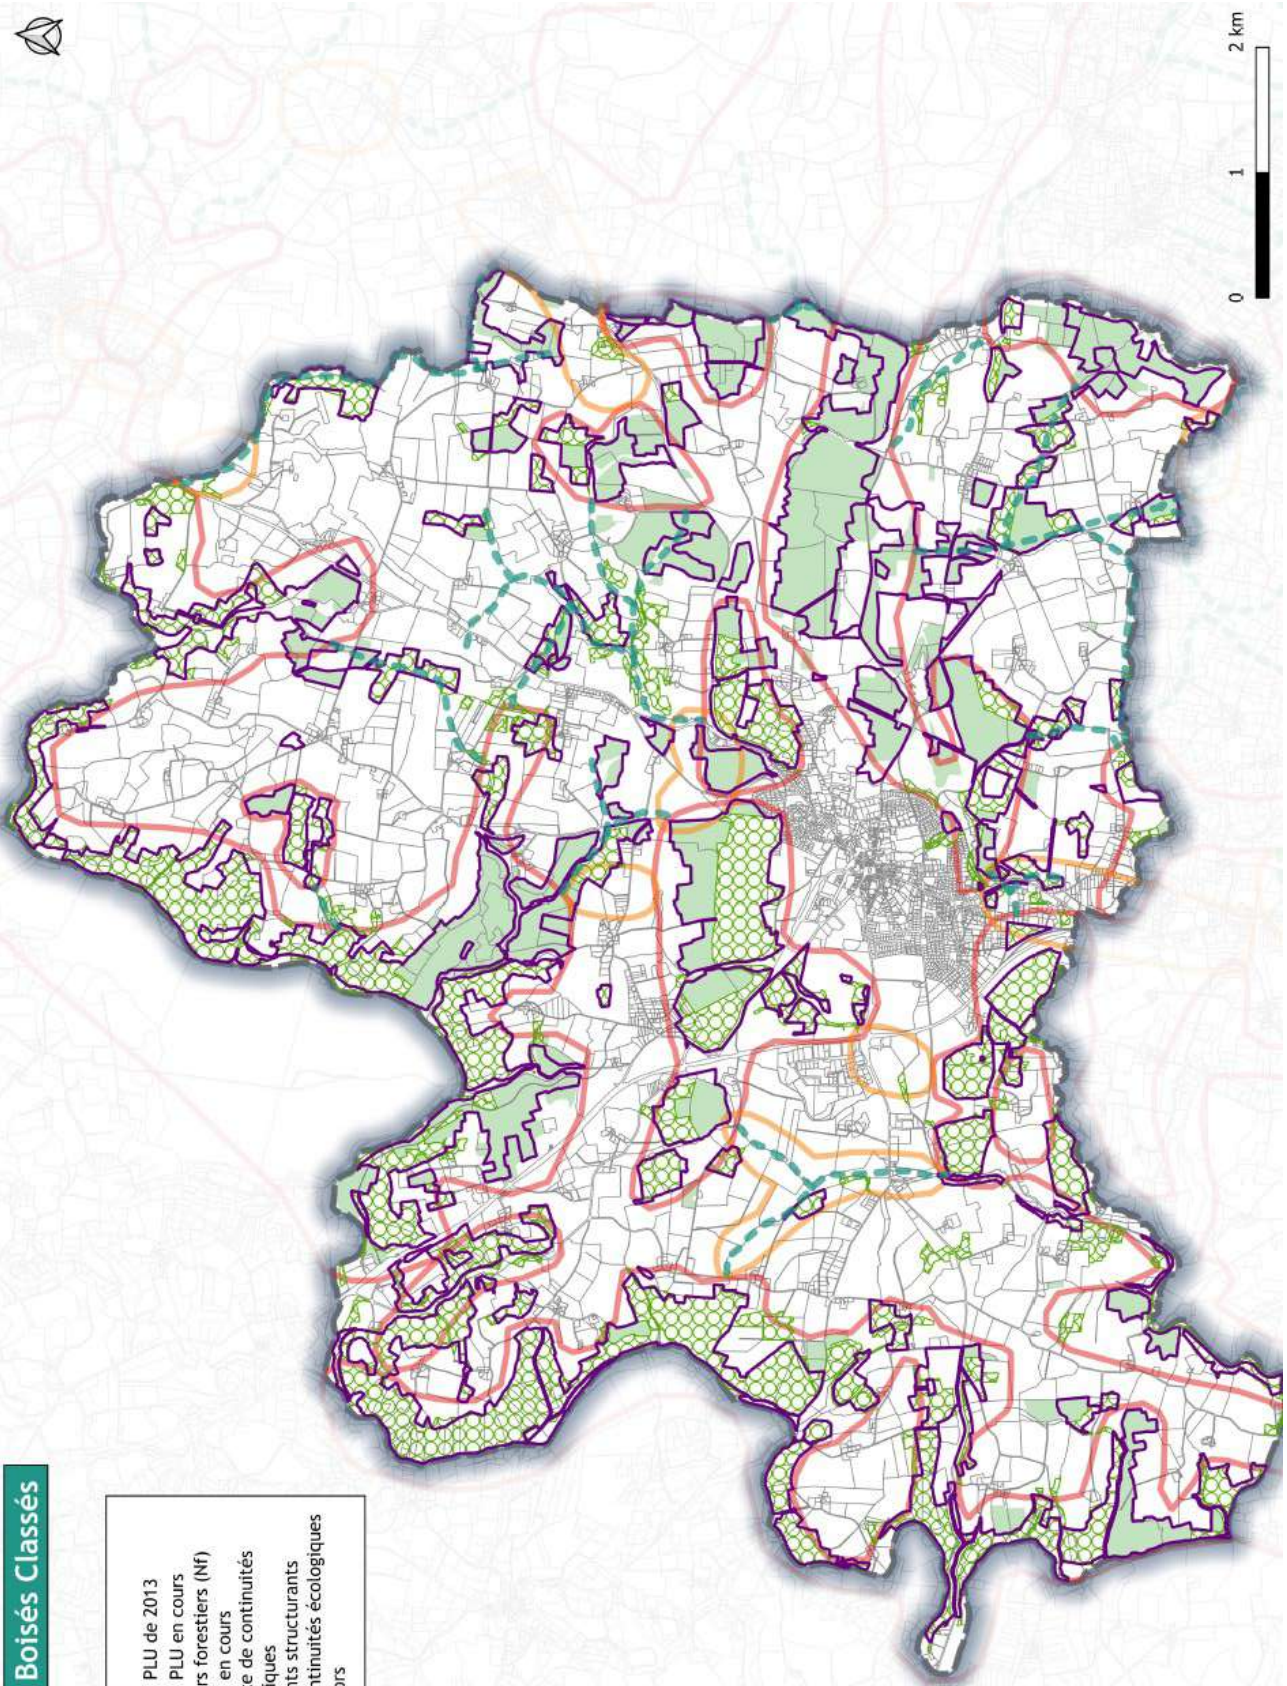 Boisés Classés
PLU de 2013
PLU en cours
rs forestiers (Nf)
en cours
e de continuités
iques
nts structurants
ntinuités écologiques
ors
0 1 2 km